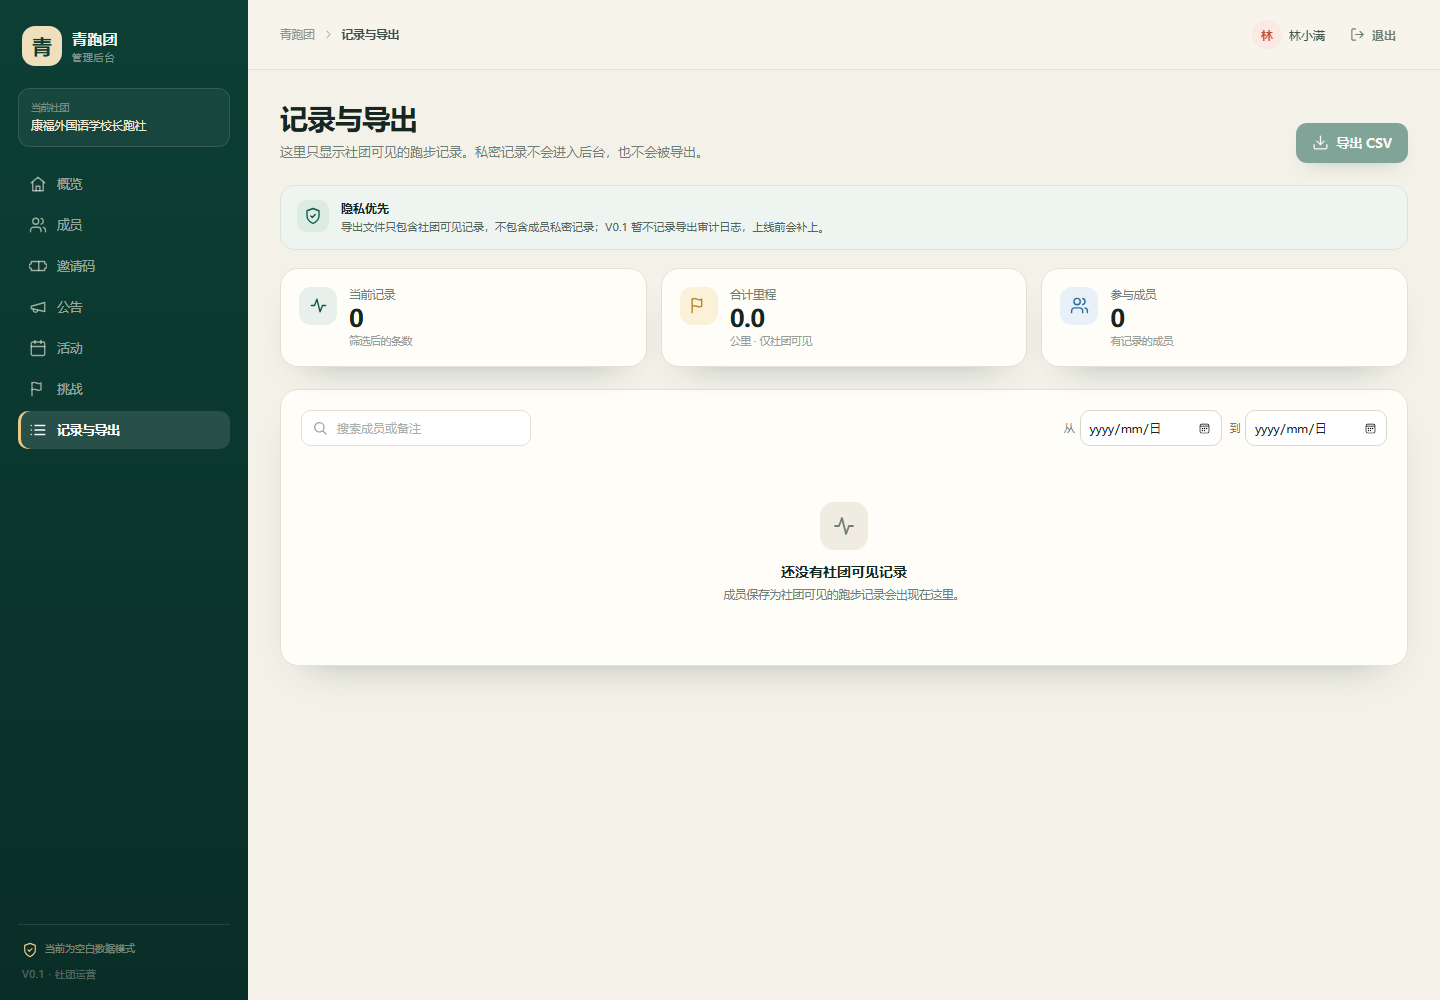 青
青跑团
管理后台
当前社团
康福外国语学校长跑社
概览
成员
邀请码
公告
活动
挑战
记录与导出
当前为空白数据模式
V0.1 · 社团运营
青跑团 > 记录与导出
林 林小满 退出
记录与导出
这里只显示社团可见的跑步记录。私密记录不会进入后台，也不会被导出。
导出 CSV
隐私优先
导出文件只包含社团可见记录，不包含成员私密记录；V0.1 暂不记录导出审计日志，上线前会补上。
当前记录
0
筛选后的条数
合计里程
0.0
公里 · 仅社团可见
参与成员
0
有记录的成员
搜索成员或备注
从 yyyy/mm/日 到 yyyy/mm/日
还没有社团可见记录
成员保存为社团可见的跑步记录会出现在这里。